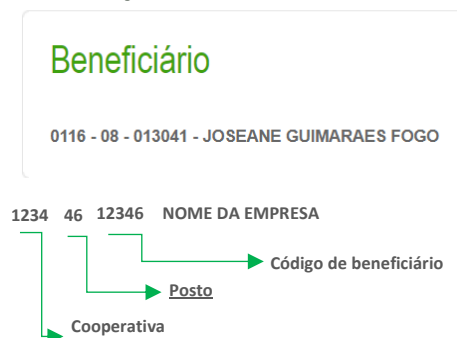 Beneficiário
0116 - 08 - 013041 - JOSEANE GUIMARAES FOGO
1234 46 12346 NOME DA EMPRESA
Código de beneficiário
Posto
Cooperativa